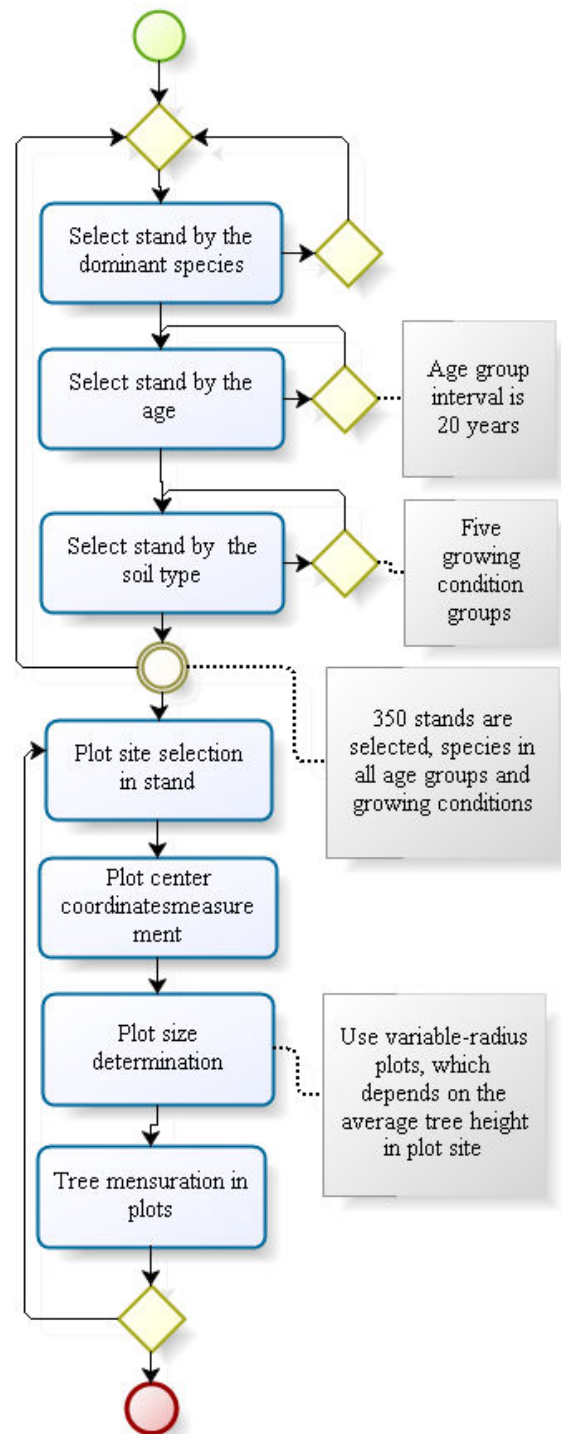 Select stand by the
dominant species
Select stand by the
age
Age group
interval is
20 years
Select stand by the
soil type
Five
growing
condition
groups
350 stands are
selected, species in
all age groups and
growing conditions
Plot site selection
in stand
Plot center
coordinatesmeasure
ment
Plot size
determination
Use variable-radius
plots, which
depends on the
average tree height
in plot site
Tree mensuration in
plots